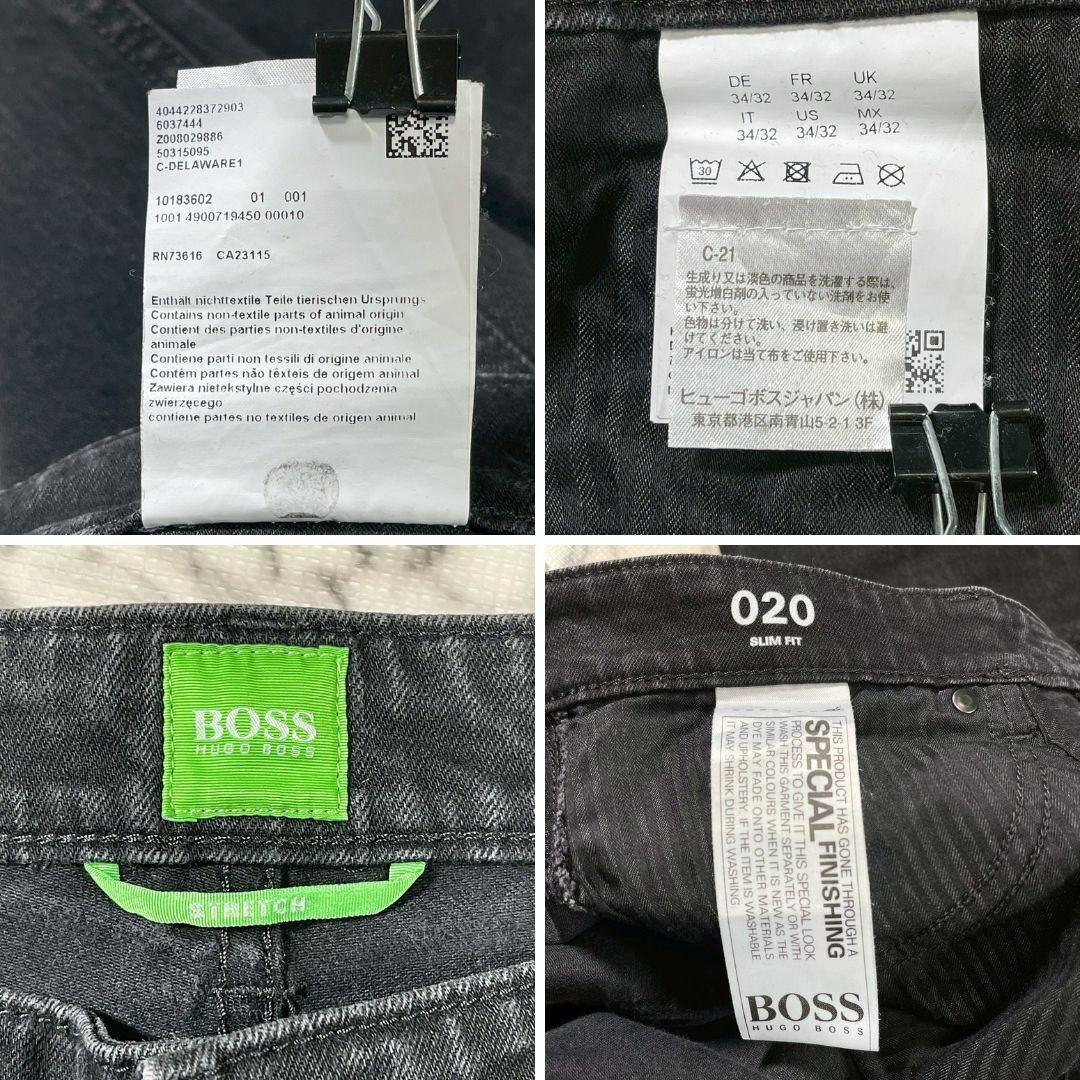 4044228372903
6037444
Z008029886
50315095
C-DELAWARE1
10183602 01 001
1001 4900719450 00010
RN73616 CA23115
Enthält nichttextile Teile tierischen Ursprungs
Contains non-textile parts of animal origin
Contient des parties non-textiles d'origine
animale
Contiene parti non tessili di origine animale
Contém partes não têxteis de origem animal
Zawiera nietekstylne części pochodzenia
zwierzęcego
contiene partes no textiles de origen animal
DE FR UK
34/32 34/32 34/32
IT US MX
34/32 34/32 34/32
30
C-21
生成り又は淡色の商品を洗濯する際は、
蛍光増白剤の入っていない洗剤をお使
い下さい。
色物は分けて洗い、浸け置き洗いは避
けてください。
アイロンは当て布をご使用下さい。
ヒューゴボスジャパン(株)
東京都港区南青山5-2-1 3F
BOSS
HUGO BOSS
STRETCH
020
SLIM FIT
THIS PRODUCT HAS GONE THROUGH A
SPECIAL FINISHING
PROCESS TO GIVE IT THIS SPECIAL LOOK
WASH THIS GARMENT SEPARATELY OR WITH
SIMILAR COLOURS WHEN IT IS NEW AS THE
DYE MAY FADE ONTO OTHER MATERIALS
AND UPHOLSTERY. IF THE ITEM IS WASHABLE
IT MAY SHRINK DURING WASHING
BOSS
HUGO BOSS